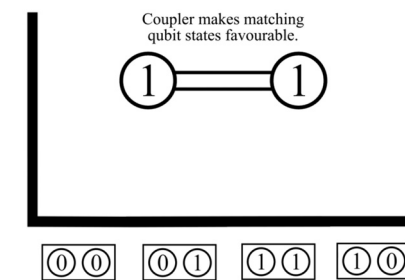 Coupler makes matching
qubit states favourable.
1 1
0 0 0 1 1 1 1 0